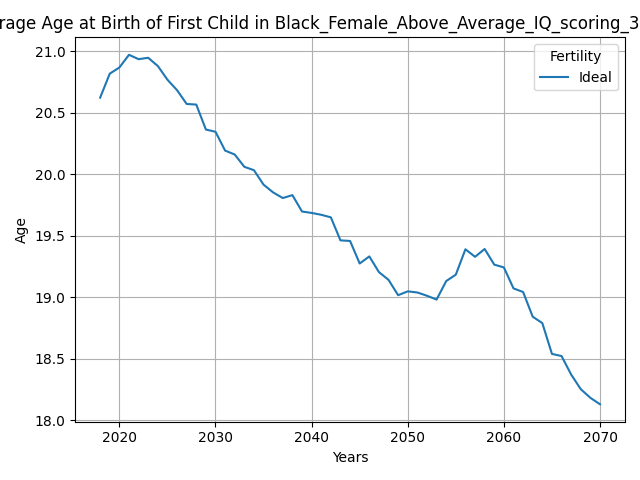 Age at Birth of First Child in Black_Female_Above_Average_IQ_scoring_3
21.0
20.5
20.0
19.5
19.0
18.5
18.0
Age
Fertility
Ideal
2020 2030 2040 2050 2060 2070
Years